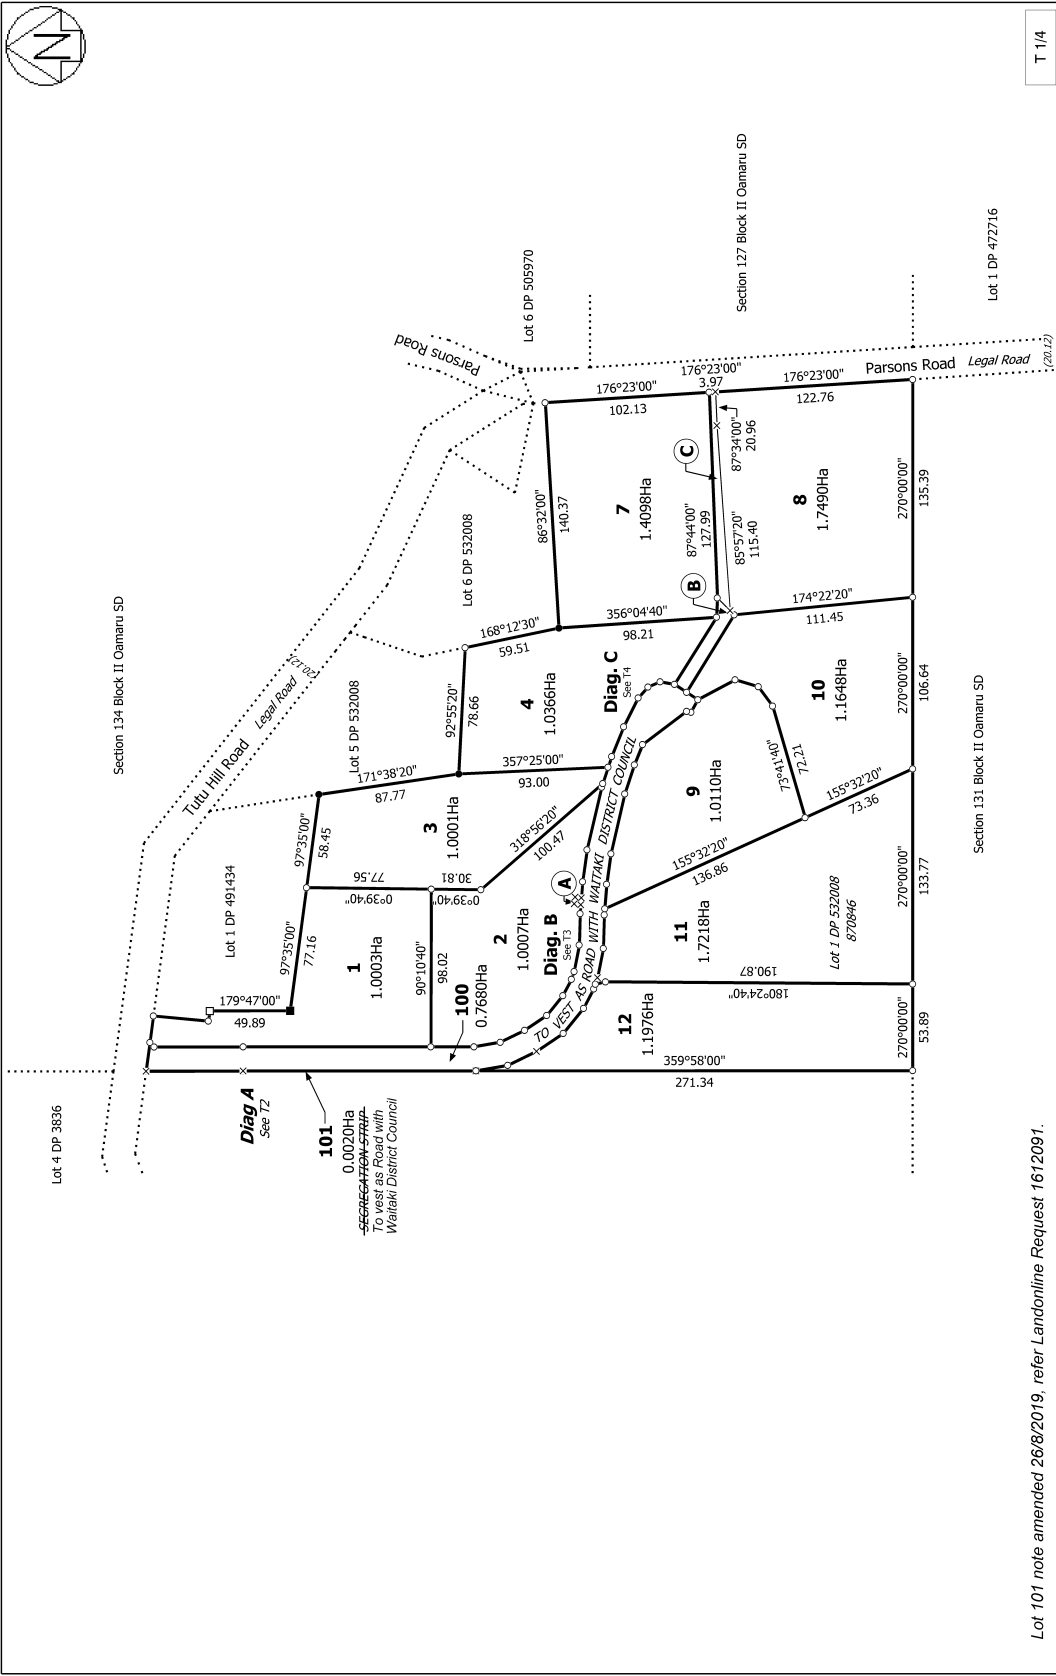 N
T 1/4
Lot 4 DP 3836
Section 134 Block II Oamaru SD
Tutu Hill Road
Legal Road
(20.12)
Lot 1 DP 491434
Lot 5 DP 532008
Lot 6 DP 532008
Parsons Road
Lot 6 DP 505970
Section 127 Block II Oamaru SD
Lot 1 DP 472716
Parsons Road
Legal Road
(20.12)
Section 131 Block II Oamaru SD
Lot 1 DP 532008
870846
Diag A
See T2
101
0.0020Ha
SEGREGATION STRIP
To vest as Road with
Waitaki District Council
179°47'00"
49.89
97°35'00"
77.16
97°35'00"
58.45
171°38'20"
87.77
1
1.0003Ha
0°39'40"
77.56
90°10'40"
98.02
0°39'40"
30.81
3
1.0001Ha
318°56'20"
100.47
357°25'00"
93.00
92°55'20"
78.66
168°12'30"
59.51
4
1.0366Ha
2
1.0007Ha
100
0.7680Ha
Diag. B
See T3
A
Diag. C
See T4
TO VEST AS ROAD WITH WAITAKI DISTRICT COUNCIL
86°32'00"
140.37
7
1.4098Ha
356°04'40"
98.21
176°23'00"
102.13
176°23'00"
3.97
176°23'00"
122.76
C
87°44'00"
127.99
85°57'20"
115.40
87°34'00"
20.96
B
8
1.7490Ha
174°22'20"
111.45
270°00'00"
135.39
10
1.1648Ha
270°00'00"
106.64
73°41'40"
72.21
155°32'20"
73.36
9
1.0110Ha
155°32'20"
136.86
11
1.7218Ha
270°00'00"
133.77
180°24'40"
190.87
12
1.1976Ha
359°58'00"
271.34
270°00'00"
53.89
Lot 101 note amended 26/8/2019, refer Landonline Request 1612091.